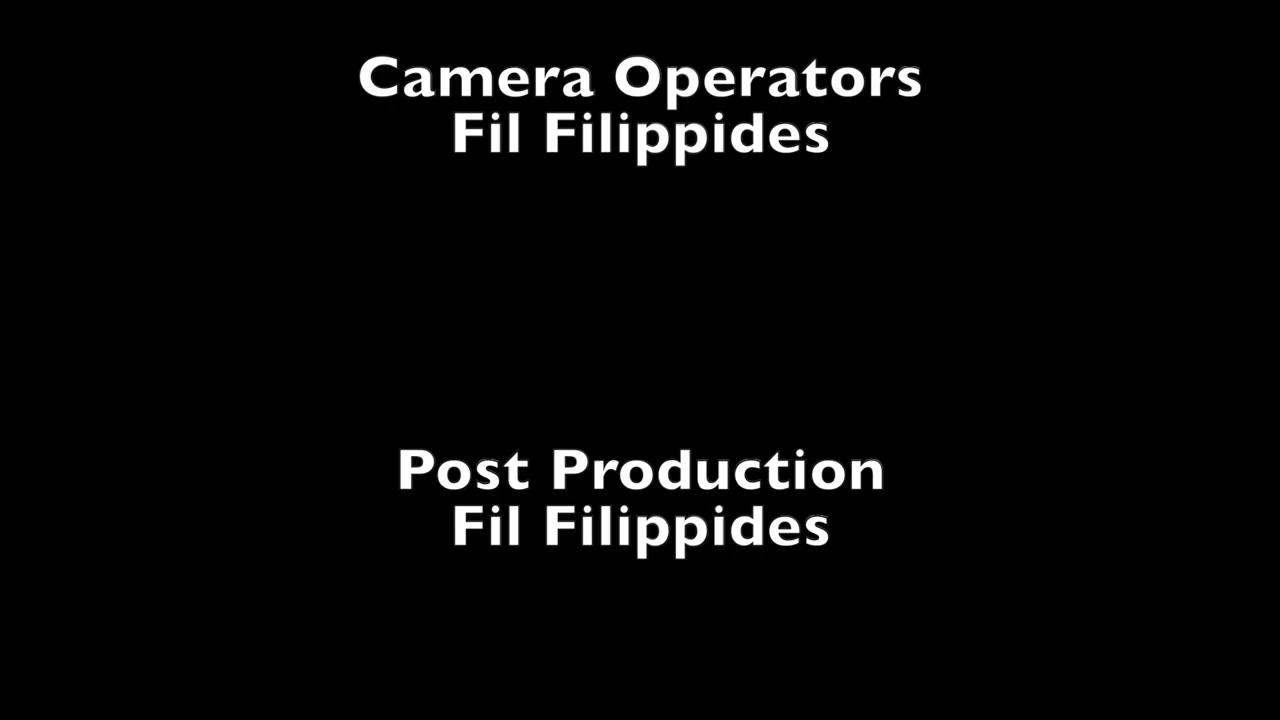 Camera Operators
Fil Filippides
Post Production
Fil Filippides